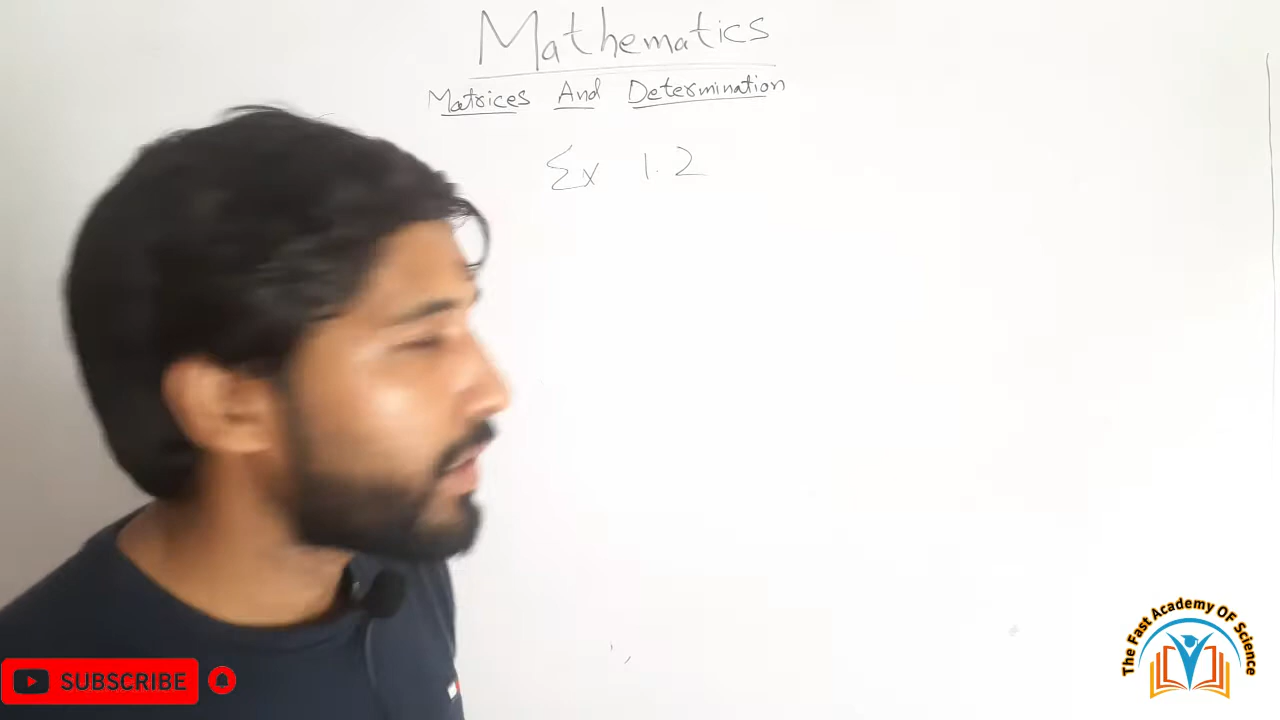 Mathematics
Matrices And Determination
Ex 1.2
The Fast Academy OF Science
SUBSCRIBE